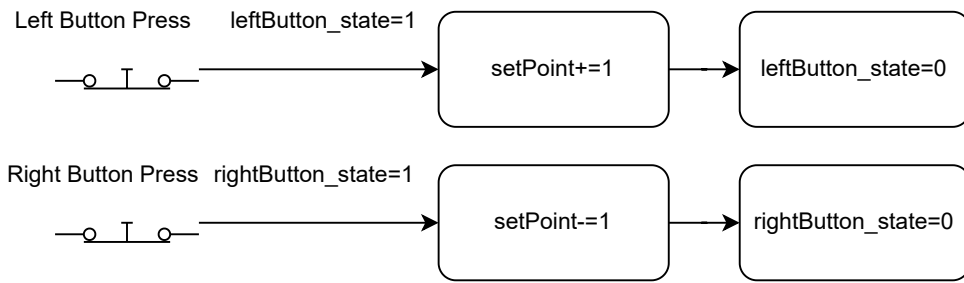 Left Button Press
leftButton_state=1
setPoint+=1
leftButton_state=0
Right Button Press
rightButton_state=1
setPoint-=1
rightButton_state=0